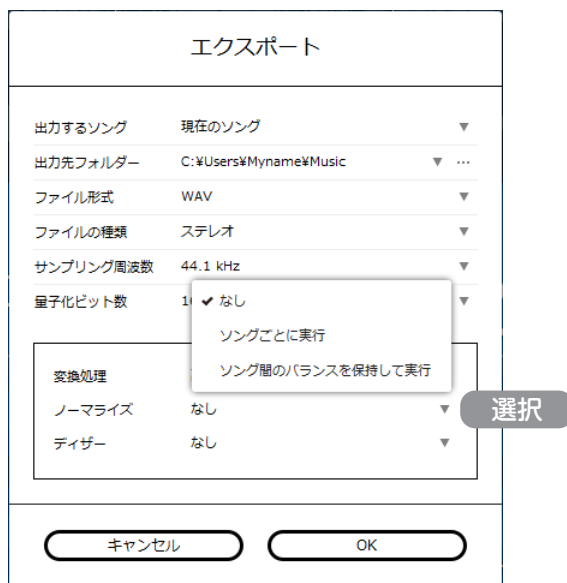 エクスポート
出力するソング 現在のソング
出力先フォルダー C:¥Users¥Myname¥Music ...
ファイル形式 WAV
ファイルの種類 ステレオ
サンプリング周波数 44.1 kHz
量子化ビット数
なし
ソングごとに実行
ソング間のバランスを保持して実行
変換処理
ノーマライズ なし
選択
ディザー なし
キャンセル OK